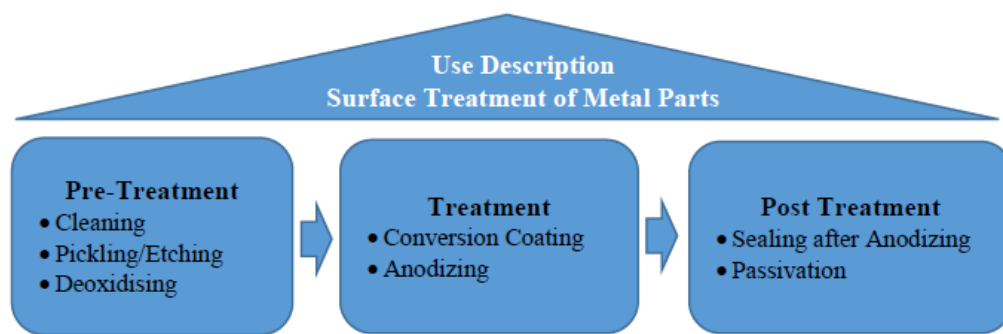 Use Description
Surface Treatment of Metal Parts
Pre-Treatment
• Cleaning
• Pickling/Etching
• Deoxidising
Treatment
• Conversion Coating
• Anodizing
Post Treatment
• Sealing after Anodizing
• Passivation